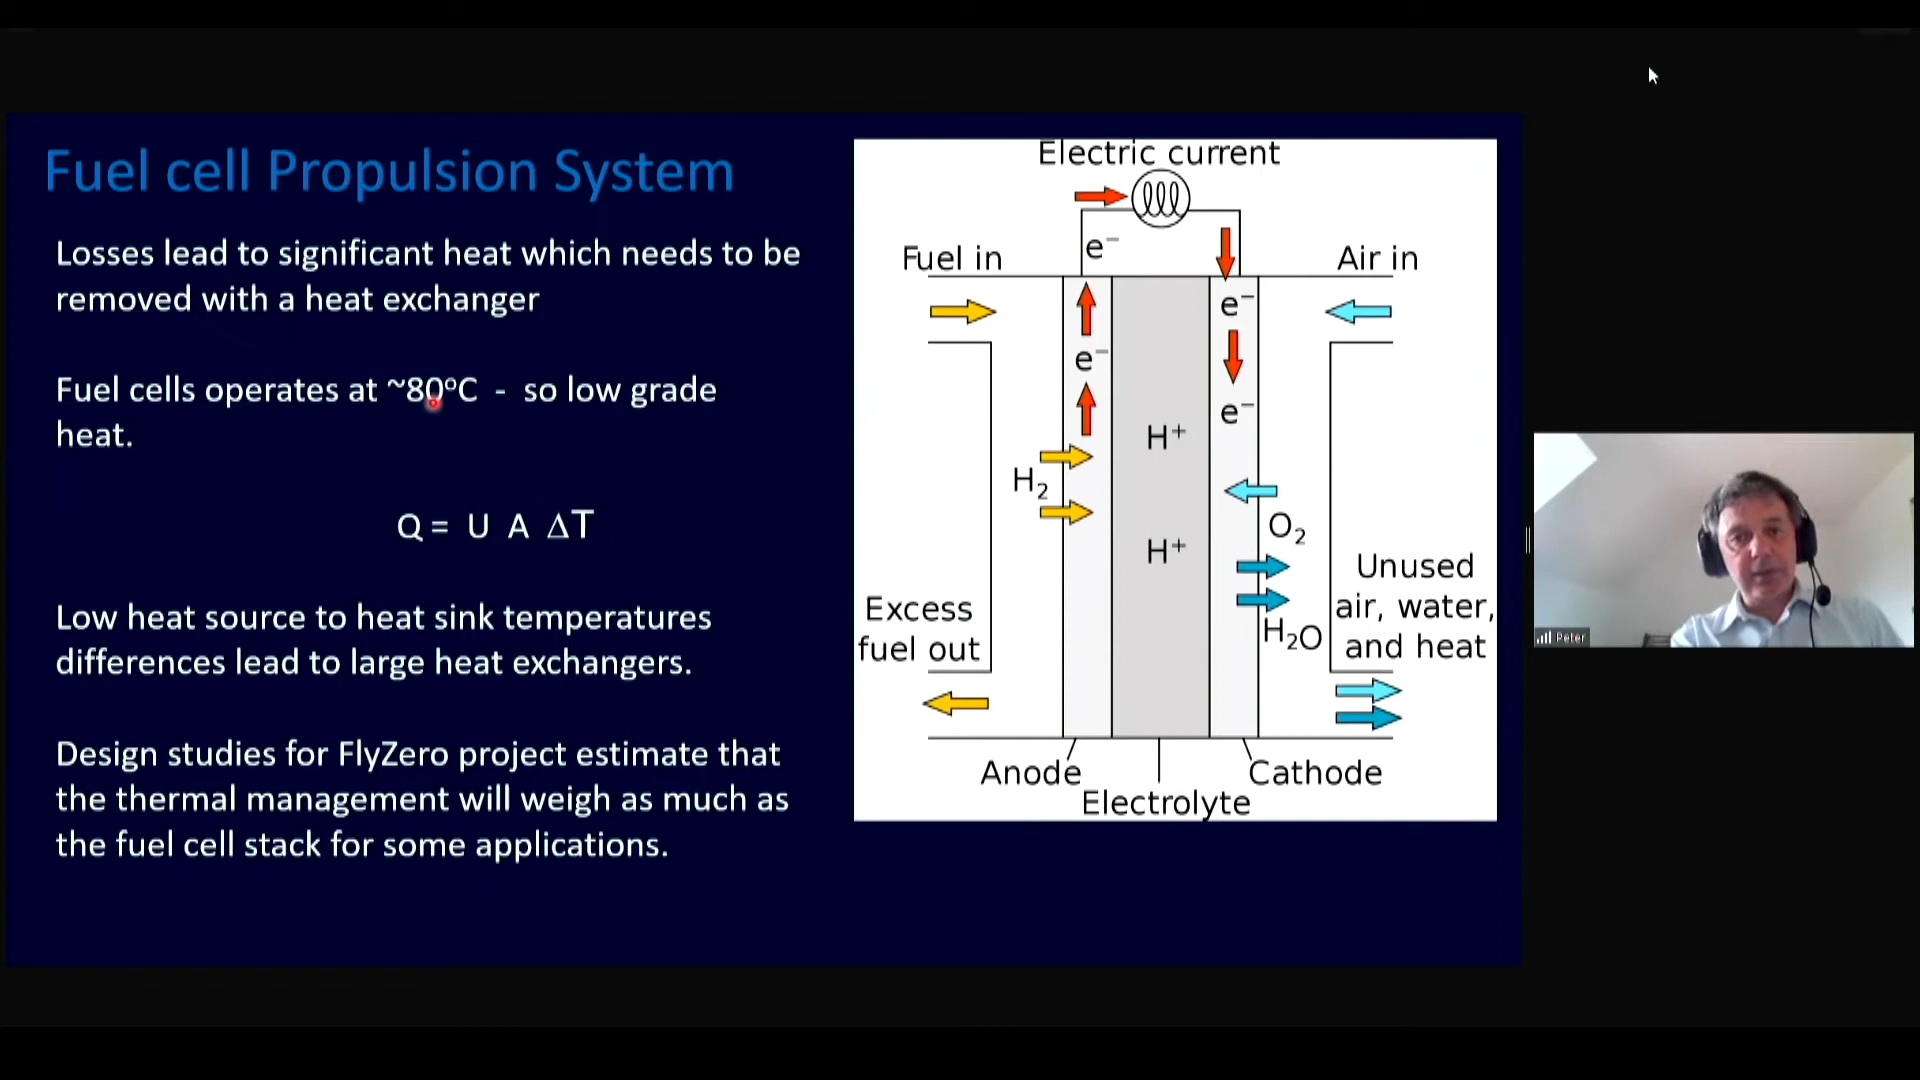 Fuel cell Propulsion System
Losses lead to significant heat which needs to be
removed with a heat exchanger
Fuel cells operates at ~80°C - so low grade
heat.
Q = U A ΔT
Low heat source to heat sink temperatures
differences lead to large heat exchangers.
Design studies for FlyZero project estimate that
the thermal management will weigh as much as
the fuel cell stack for some applications.
Electric current
e⁻
Fuel in
Air in
e⁻
e⁻
e⁻
H⁺
H₂
O₂
H⁺
Unused
air, water,
and heat
Excess
fuel out
H₂O
Anode
Cathode
Electrolyte
Peter